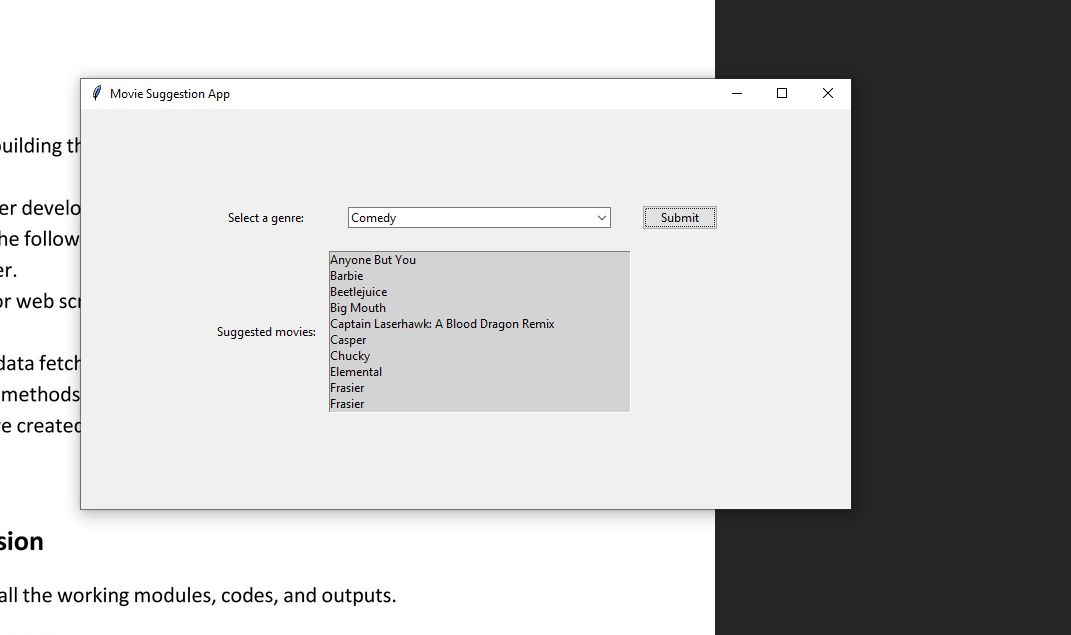 Movie Suggestion App
Select a genre:
Comedy
Submit
Suggested movies:
Anyone But You
Barbie
Beetlejuice
Big Mouth
Captain Laserhawk: A Blood Dragon Remix
Casper
Chucky
Elemental
Frasier
Frasier
uilding th
er develo
he follow
er.
or web scr
data fetch
methods
e created
sion
all the working modules, codes, and outputs.